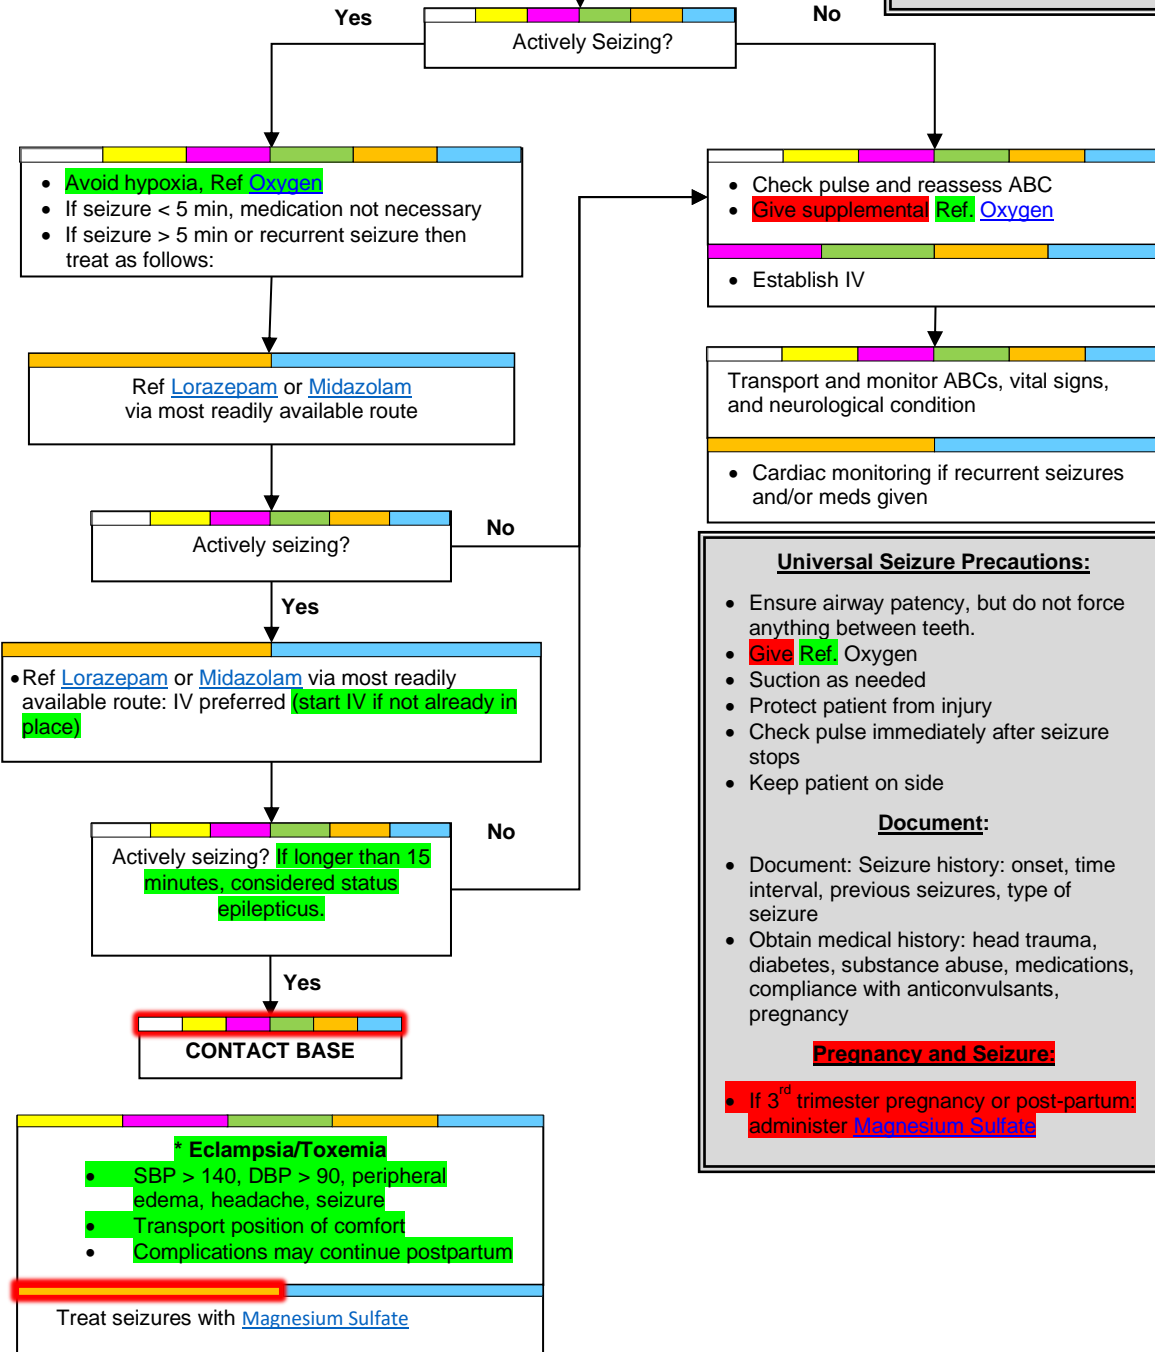 Yes
No
Actively Seizing?
• Avoid hypoxia, Ref Oxygen
• If seizure < 5 min, medication not necessary
• If seizure > 5 min or recurrent seizure then
treat as follows:
Ref Lorazepam or Midazolam
via most readily available route
Actively seizing?
No
Yes
• Ref Lorazepam or Midazolam via most readily
available route: IV preferred (start IV if not already in
place)
Actively seizing? If longer than 15
minutes, considered status
epilepticus.
No
Yes
CONTACT BASE
* Eclampsia/Toxemia
• SBP > 140, DBP > 90, peripheral
edema, headache, seizure
• Transport position of comfort
• Complications may continue postpartum
Treat seizures with Magnesium Sulfate
• Check pulse and reassess ABC
• Give supplemental Ref. Oxygen
• Establish IV
Transport and monitor ABCs, vital signs,
and neurological condition
• Cardiac monitoring if recurrent seizures
and/or meds given
Universal Seizure Precautions:
• Ensure airway patency, but do not force
anything between teeth.
• Give Ref. Oxygen
• Suction as needed
• Protect patient from injury
• Check pulse immediately after seizure
stops
• Keep patient on side
Document:
• Document: Seizure history: onset, time
interval, previous seizures, type of
seizure
• Obtain medical history: head trauma,
diabetes, substance abuse, medications,
compliance with anticonvulsants,
pregnancy
Pregnancy and Seizure:
• If 3rd trimester pregnancy or post-partum:
administer Magnesium Sulfate